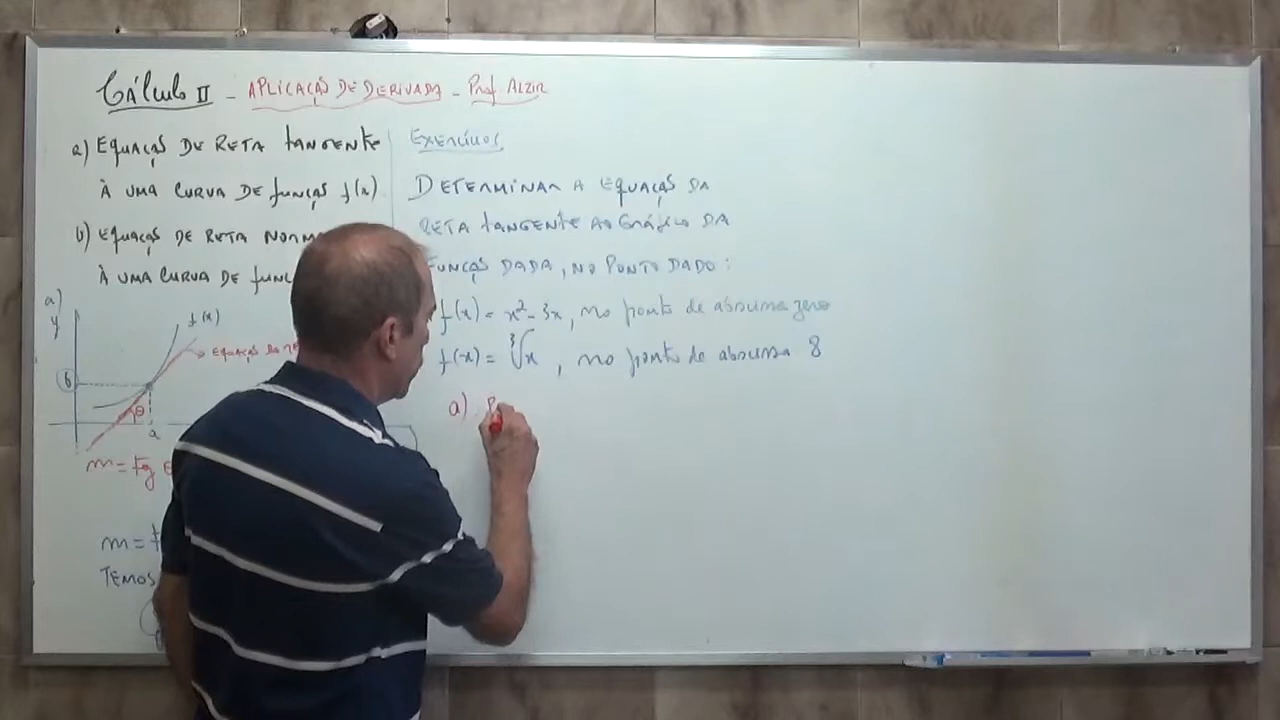 Cálculo II - APLICAÇÃO DE DERIVADA - Prof ALZIR
a) EQUAÇÃO DE RETA TANGENTE
À UMA CURVA DE FUNÇÃO f(x)
b) EQUAÇÃO DE RETA NORM
À UMA CURVA DE FUNÇ
a)
y
f(x)
EQUAÇÃO DA RE
b
θ
a
m = tg
m = f
TEMOS
EXERCÍCIOS
DETERMINAR A EQUAÇÃO DA
RETA TANGENTE AO GRÁFICO DA
FUNÇÃO DADA, NO PONTO DADO:
f(x) = x² - 3x, no ponto de abscissa zero
f(x) = ∛x, no ponto de abscissa 8
a)